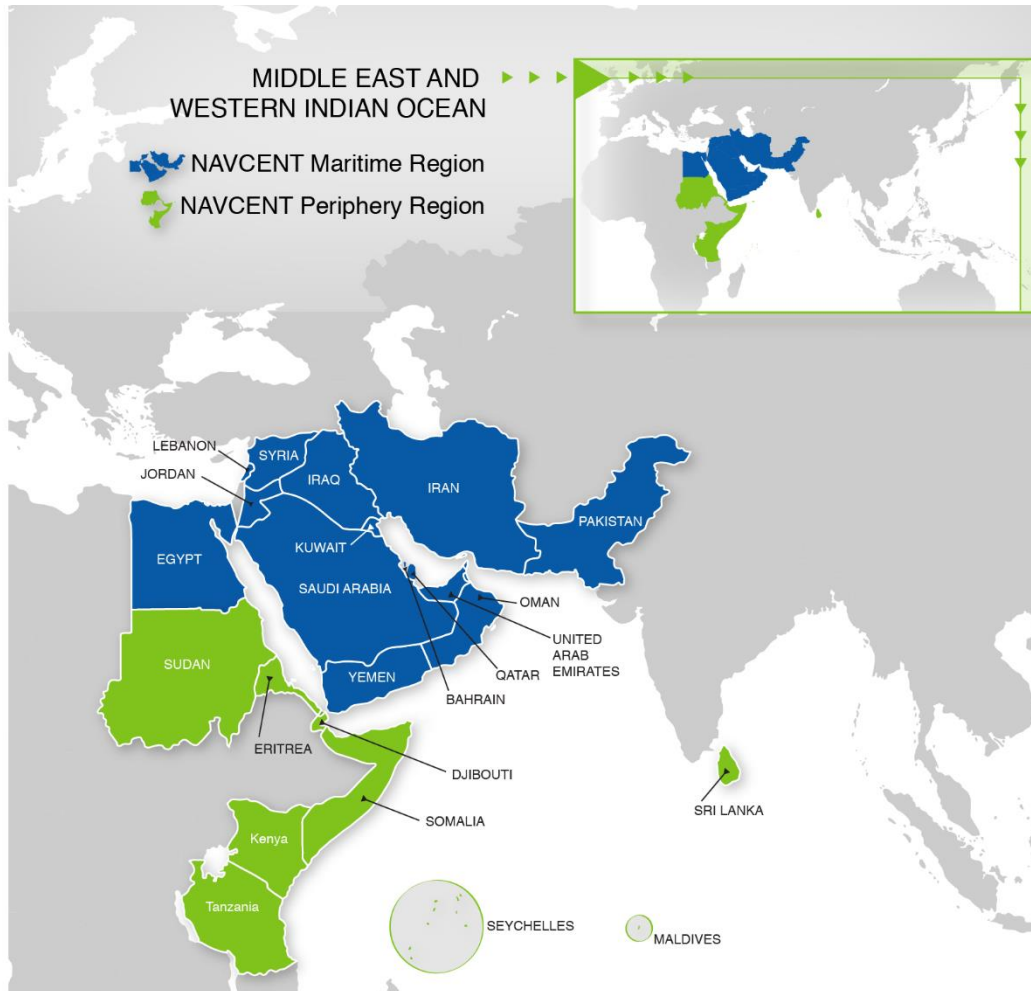 MIDDLE EAST AND
WESTERN INDIAN OCEAN
NAVCENT Maritime Region
NAVCENT Periphery Region
LEBANON
SYRIA
JORDAN
IRAQ
IRAN
PAKISTAN
EGYPT
KUWAIT
SAUDI ARABIA
OMAN
UNITED
ARAB
EMIRATES
SUDAN
YEMEN
QATAR
BAHRAIN
ERITREA
DJIBOUTI
SRI LANKA
SOMALIA
Kenya
Tanzania
SEYCHELLES
MALDIVES